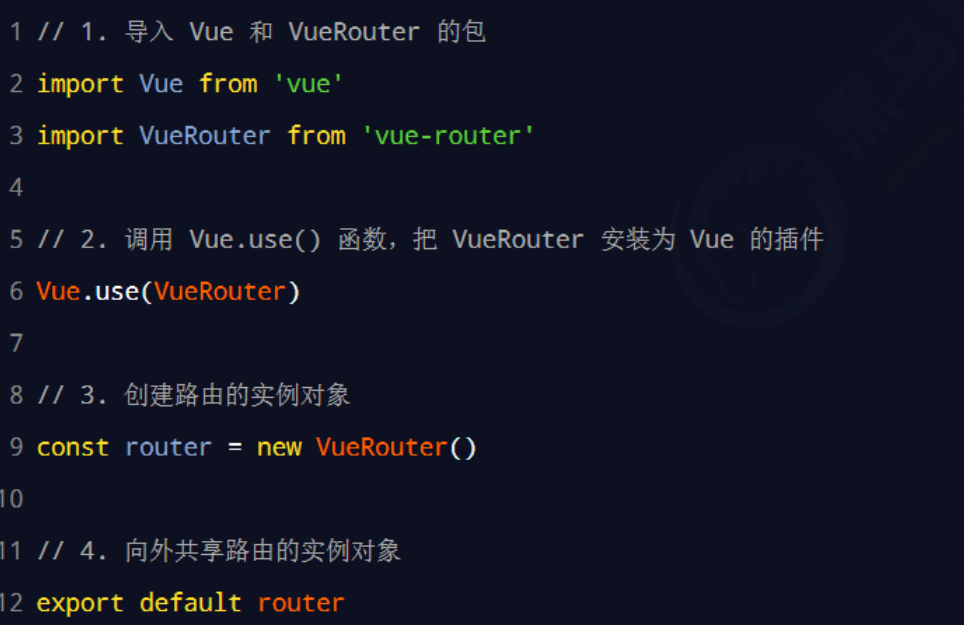 1 // 1. 导入 Vue 和 VueRouter 的包
2 import Vue from 'vue'
3 import VueRouter from 'vue-router'
4
5 // 2. 调用 Vue.use() 函数，把 VueRouter 安装为 Vue 的插件
6 Vue.use(VueRouter)
7
8 // 3. 创建路由的实例对象
9 const router = new VueRouter()
10
11 // 4. 向外共享路由的实例对象
12 export default router
黑马
www